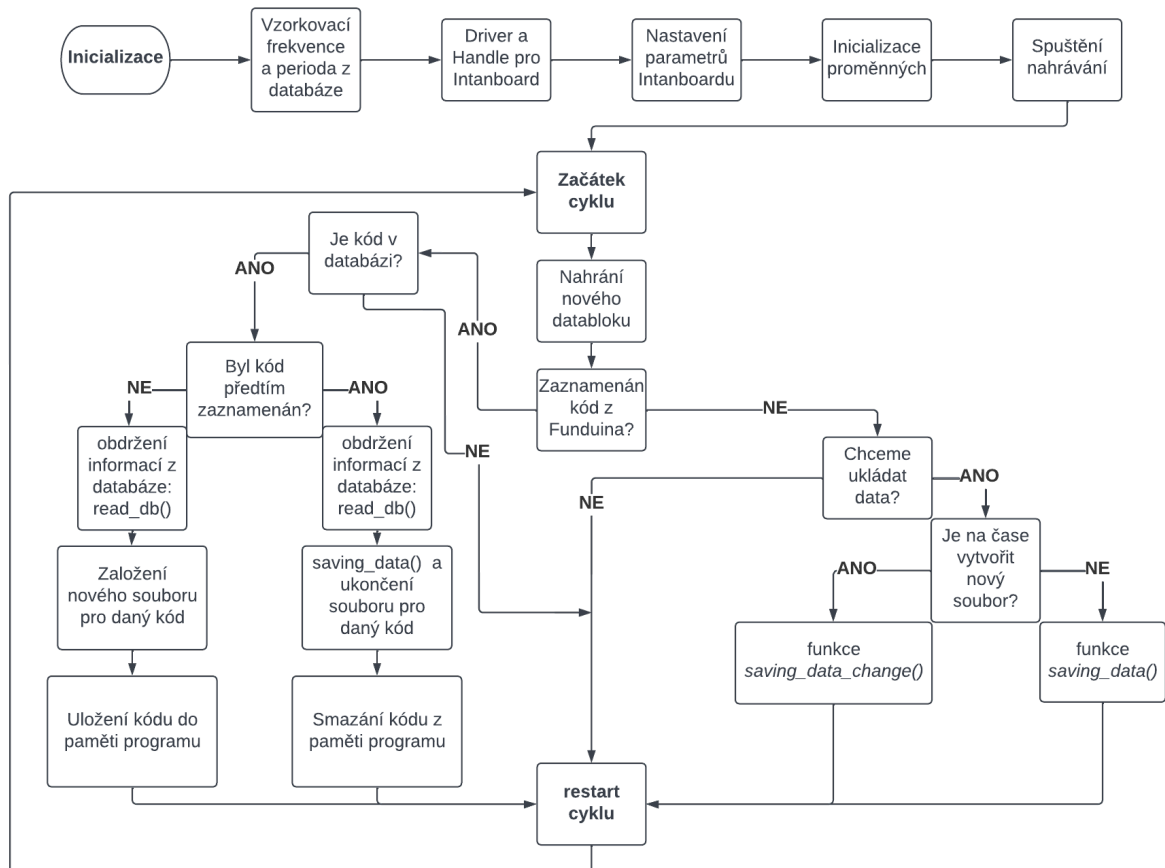 Inicializace
Vzorkovací
frekvence
a perioda z
databáze
Driver a
Handle pro
Intanboard
Nastavení
parametrů
Intanboardu
Inicializace
proměnných
Spuštění
nahrávání
Začátek
cyklu
Je kód v
databázi?
ANO
Nahrání
nového
databloku
ANO
Byl kód
předtím
zaznamenán?
Zaznamenán
kód z
Funduina?
NE
ANO
NE
obdržení
informací z
databáze:
read_db()
obdržení
informací z
databáze:
read_db()
NE
Chceme
ukládat
data?
ANO
NE
Je na čase
vytvořit
nový
soubor?
ANO
NE
Založení
nového souboru
pro daný kód
saving_data() a
ukončení
souboru pro
daný kód
funkce
saving_data_change()
funkce
saving_data()
Uložení kódu do
paměti programu
Smazání kódu z
paměti programu
restart
cyklu